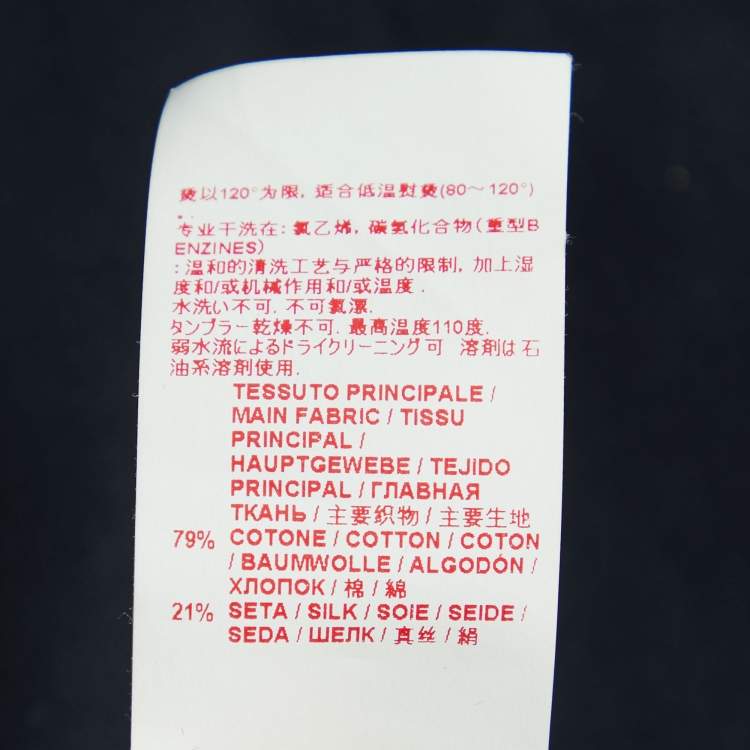 烫以120°为限, 适合低温熨烫(80～120°)
专业干洗在: 氯乙烯, 碳氢化合物(重型B
ENZINES)
: 温和的清洗工艺与严格的限制, 加上湿
度和/或机械作用和/或温度 .
水洗い不可. 不可氯漂.
タンブラー乾燥不可. 最高温度110度.
弱水流によるドライクリーニング可 溶剤は石
油系溶剤使用.
TESSUTO PRINCIPALE /
MAIN FABRIC / TISSU
PRINCIPAL /
HAUPTGEWEBE / TEJIDO
PRINCIPAL / ГЛАВНАЯ
ТКАНЬ / 主要织物 / 主要生地
79% COTONE / COTTON / COTON
/ BAUMWOLLE / ALGODÓN /
ХЛОПОК / 棉 / 綿
21% SETA / SILK / SOIE / SEIDE /
SEDA / ШЕЛК / 真丝 / 絹